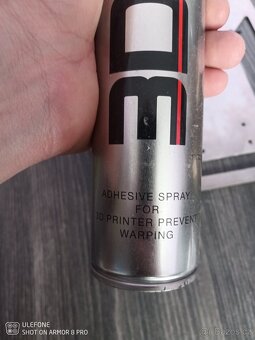 3D
ADHESIVE SPRAY
FOR
3D PRINTER PREVENT
WARPING
ULEFONE
SHOT ON ARMOR 8 PRO